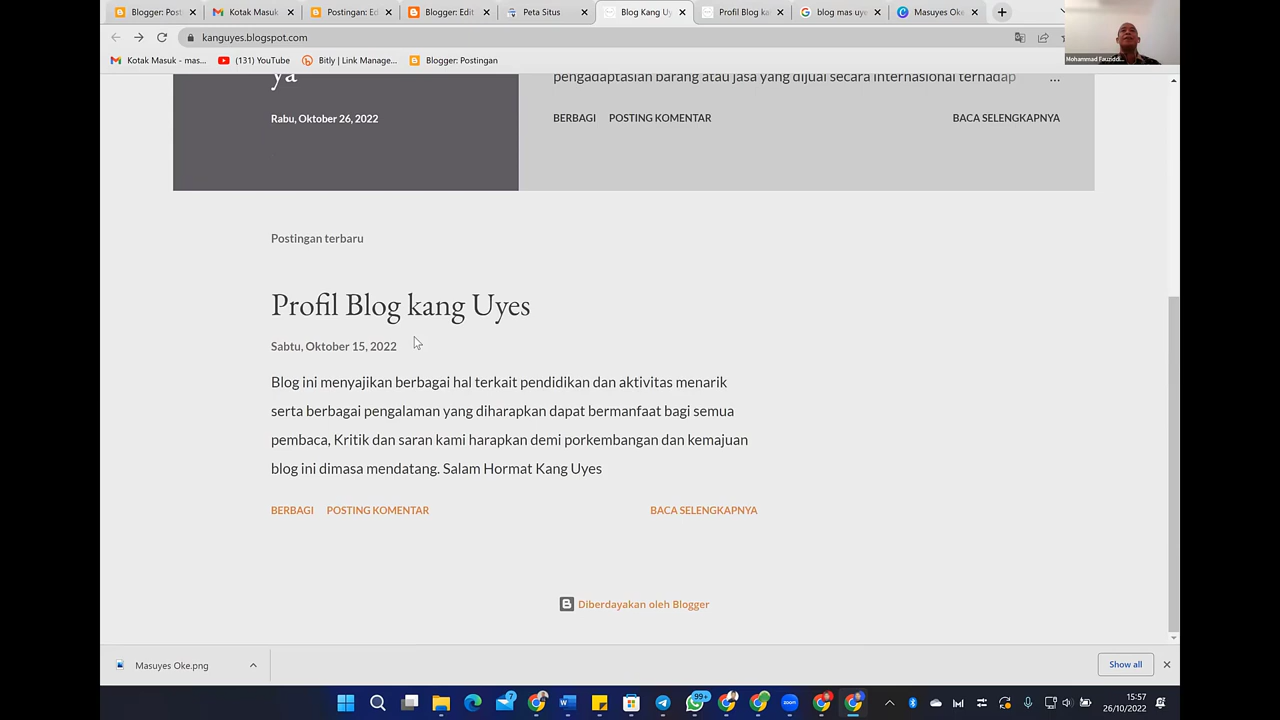 Blogger: Post
Kotak Masuk
Postingan: Ed
Blogger: Edit
Peta Situs
Blog Kang Uy
Profil Blog ka
blog mas uye
Masuyes Oke
kanguyes.blogspot.com
Kotak Masuk - mas...
(131) YouTube
Bitly | Link Manage...
Blogger: Postingan
Mohammad Fauziddi...
ya
pengadaptasian barang atau jasa yang dijual secara internasional terhadap ...
Rabu, Oktober 26, 2022
BERBAGI POSTING KOMENTAR BACA SELENGKAPNYA
Postingan terbaru
Profil Blog kang Uyes
Sabtu, Oktober 15, 2022
Blog ini menyajikan berbagai hal terkait pendidikan dan aktivitas menarik
serta berbagai pengalaman yang diharapkan dapat bermanfaat bagi semua
pembaca, Kritik dan saran kami harapkan demi porkembangan dan kemajuan
blog ini dimasa mendatang. Salam Hormat Kang Uyes
BERBAGI POSTING KOMENTAR BACA SELENGKAPNYA
Diberdayakan oleh Blogger
Masuyes Oke.png
Show all
7
99+
zoom
15:57
26/10/2022